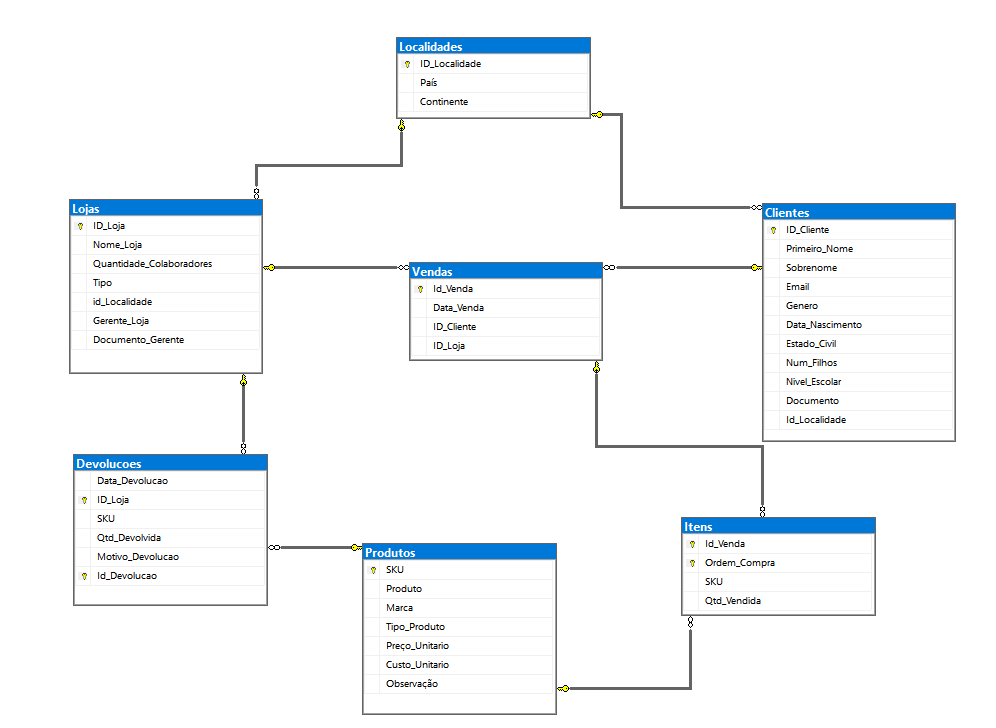 Localidades
ID_Localidade
País
Continente
Lojas
ID_Loja
Nome_Loja
Quantidade_Colaboradores
Tipo
id_Localidade
Gerente_Loja
Documento_Gerente
Clientes
ID_Cliente
Primeiro_Nome
Sobrenome
Email
Genero
Data_Nascimento
Estado_Civil
Num_Filhos
Nivel_Escolar
Documento
Id_Localidade
Vendas
Id_Venda
Data_Venda
ID_Cliente
ID_Loja
Devolucoes
Data_Devolucao
ID_Loja
SKU
Qtd_Devolvida
Motivo_Devolucao
Id_Devolucao
Produtos
SKU
Produto
Marca
Tipo_Produto
Preço_Unitario
Custo_Unitario
Observação
Itens
Id_Venda
Ordem_Compra
SKU
Qtd_Vendida